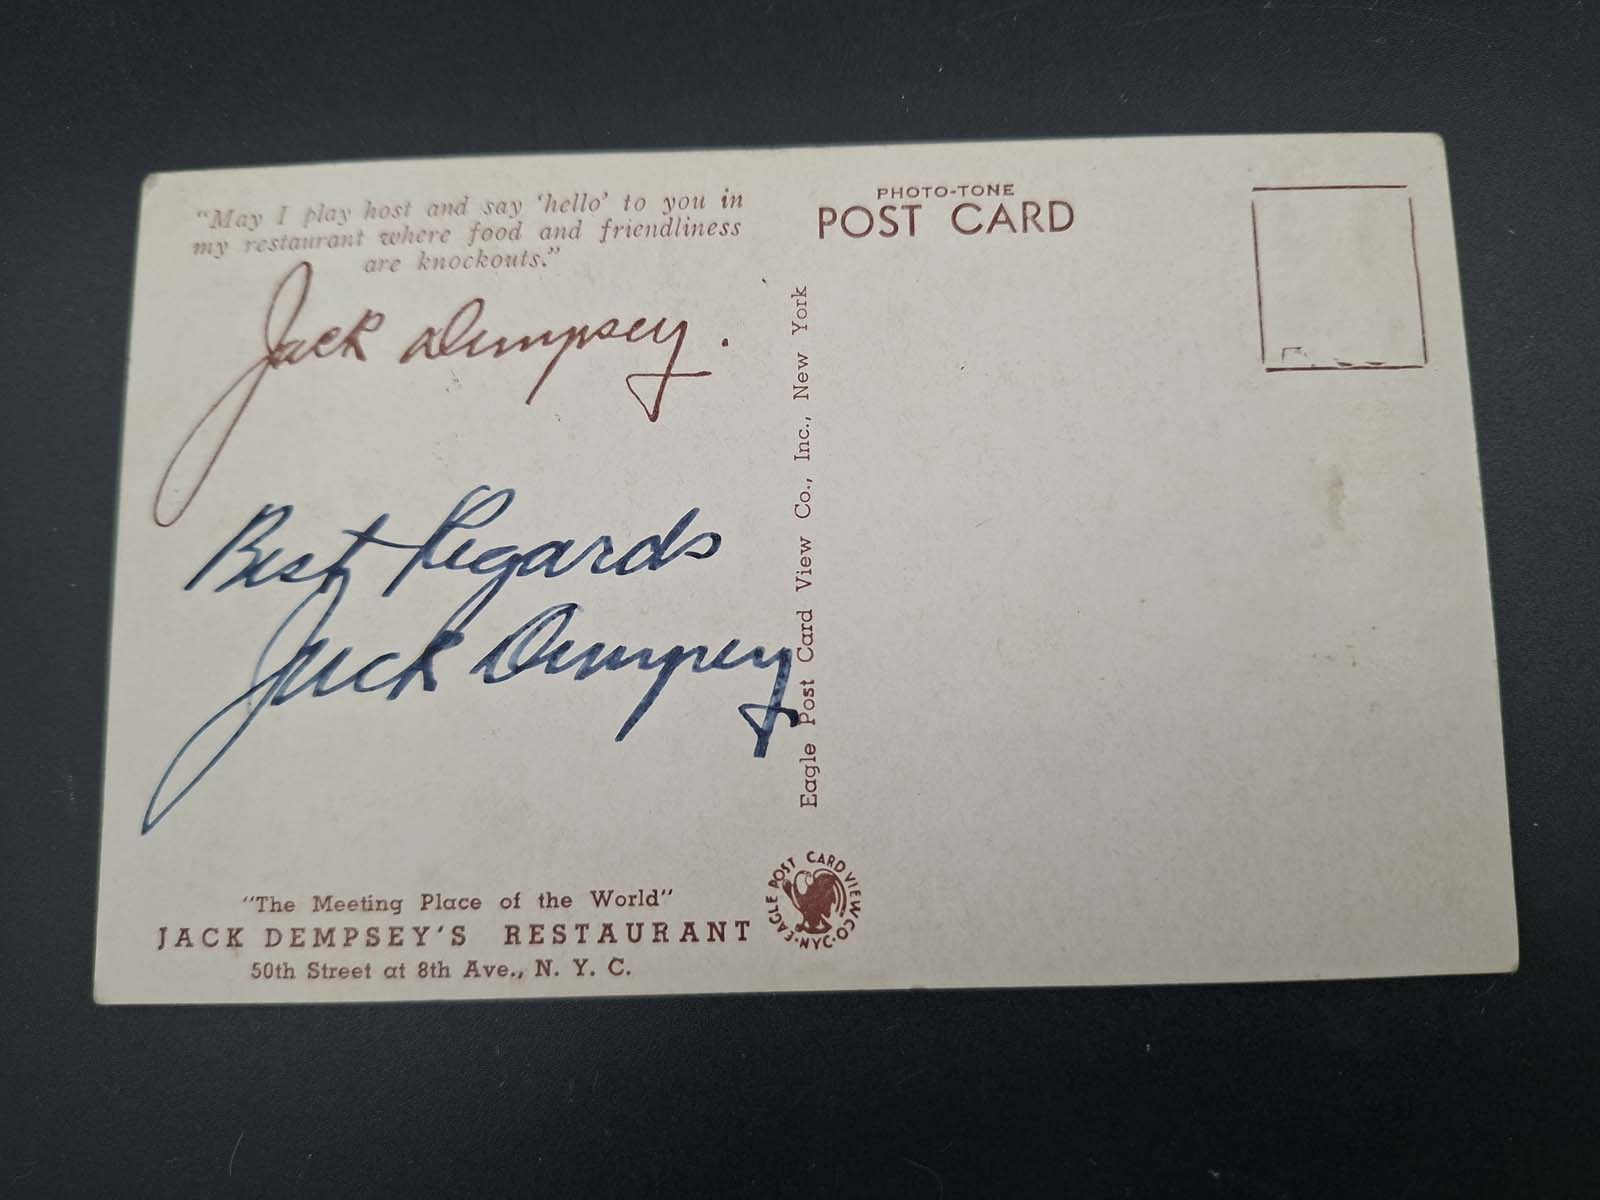 "May I play host and say 'hello' to you in
my restaurant where food and friendliness
are knockouts."
Jack Dempsey.
Best Regards
Jack Dempsey
"The Meeting Place of the World"
JACK DEMPSEY'S RESTAURANT
50th Street at 8th Ave., N. Y. C.
Eagle Post Card View Co., Inc., New York
EAGLE POST CARD VIEW CO. · NYC ·
PHOTO-TONE
POST CARD